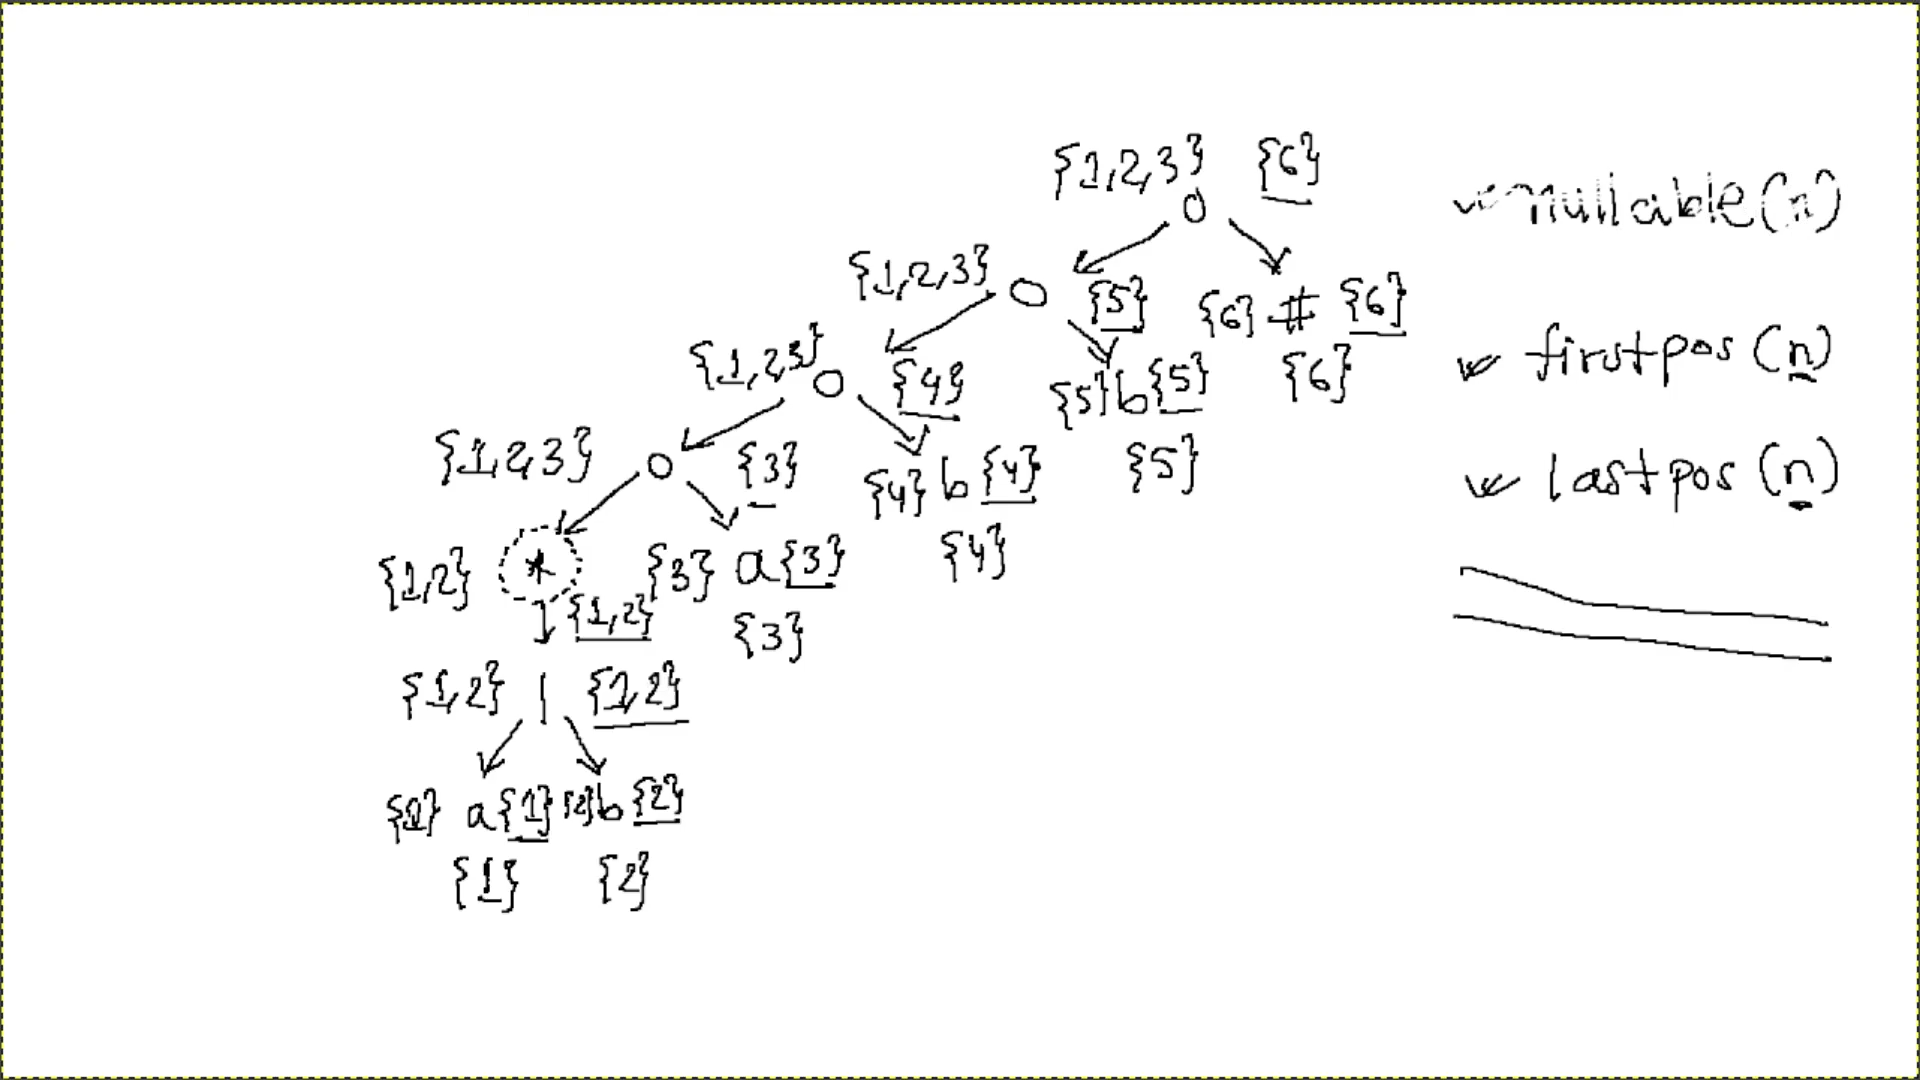 {1,2,3} {6}
O
nullable(n)
{1,2,3} O {5} {6} # {6}
{6}
firstpos (n)
{1,2,3} O {4} {5} b {5}
{5}
{1,2,3} O {3} {4} b {4}
{4}
lastpos (n)
{1,2} * {1,2} {3} a {3}
{3}
{1,2} | {1,2}
{1} a {1} {2} b {2}
{1} {2}